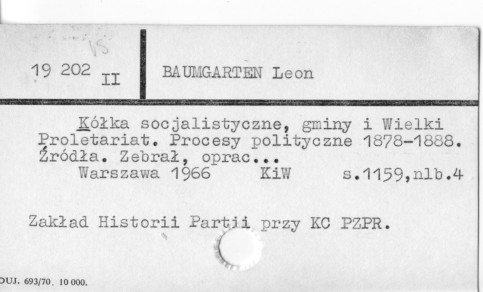 VS
19 202 II
BAUMGARTEN Leon
Kółka socjalistyczne, gminy i Wielki
Proletariat. Procesy polityczne 1878-1888.
Źródła. Zebrał, oprac...
Warszawa 1966 KiW s.1159,nlb.4
Zakład Historii Partii przy KC PZPR.
DUJ. 693/70. 10 000.